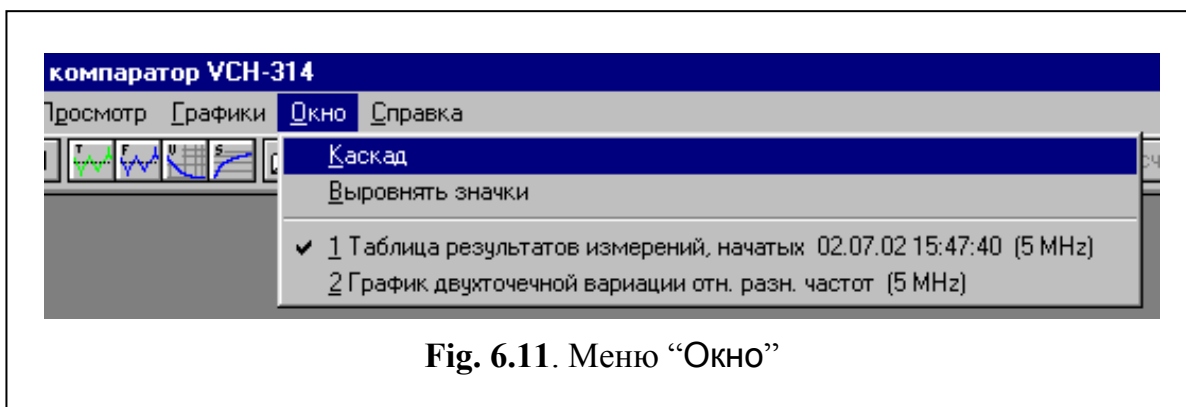 компаратор VCH-314
Просмотр Графики Окно Справка
T F U S
Каскад
Выровнять значки
✔ 1 Таблица результатов измерений, начатых 02.07.02 15:47:40 (5 MHz)
2 График двухточечной вариации отн. разн. частот (5 MHz)
Fig. 6.11. Меню “Окно”